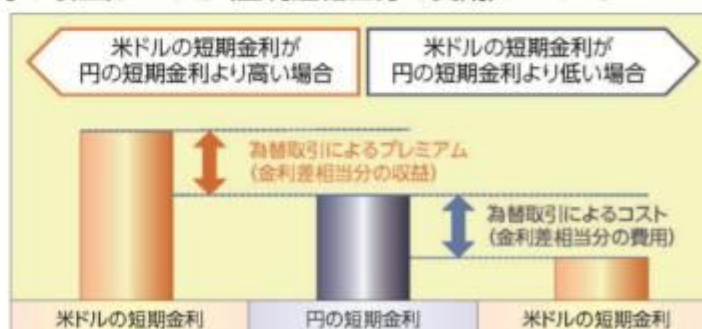 米ドルの短期金利が
円の短期金利より高い場合
米ドルの短期金利が
円の短期金利より低い場合
為替取引によるプレミアム
(金利差相当分の収益)
為替取引によるコスト
(金利差相当分の費用)
米ドルの短期金利
円の短期金利
米ドルの短期金利